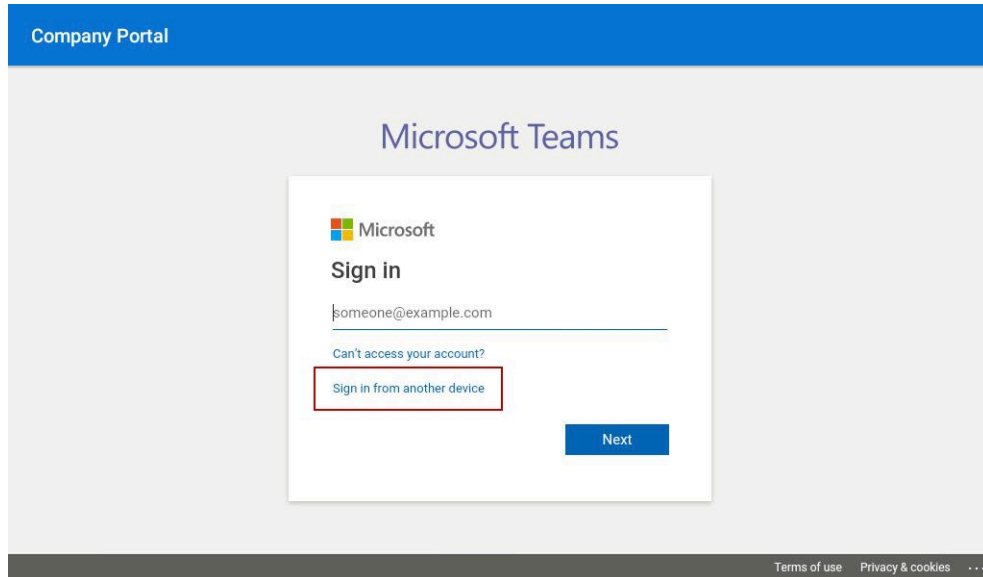 Company Portal
Microsoft Teams
Microsoft
Sign in
someone@example.com
Can't access your account?
Sign in from another device
Next
Terms of use Privacy & cookies ...